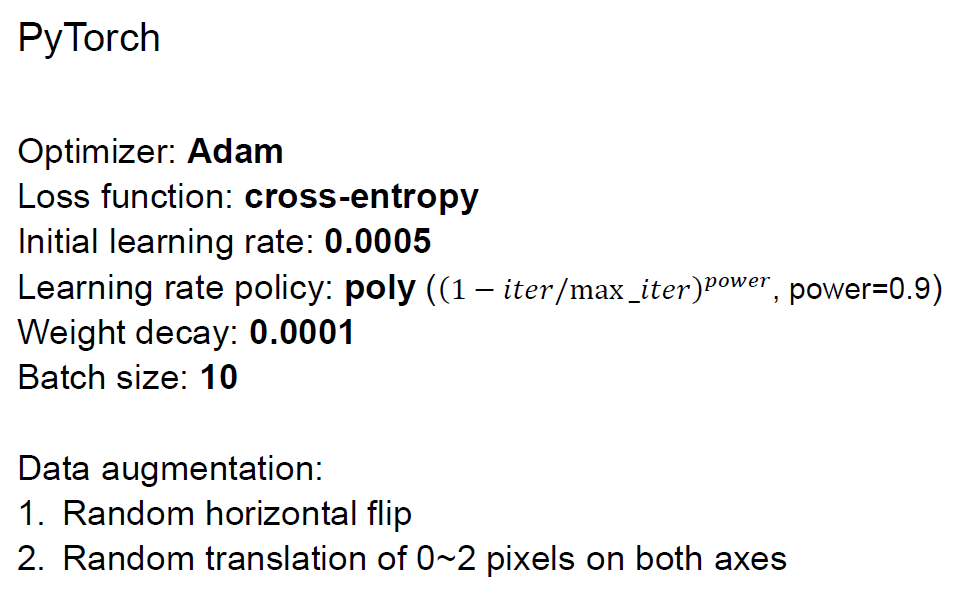 PyTorch
Optimizer: Adam
Loss function: cross-entropy
Initial learning rate: 0.0005
Learning rate policy: poly ((1 − iter/max_iter)^power, power=0.9)
Weight decay: 0.0001
Batch size: 10
Data augmentation:
1. Random horizontal flip
2. Random translation of 0~2 pixels on both axes